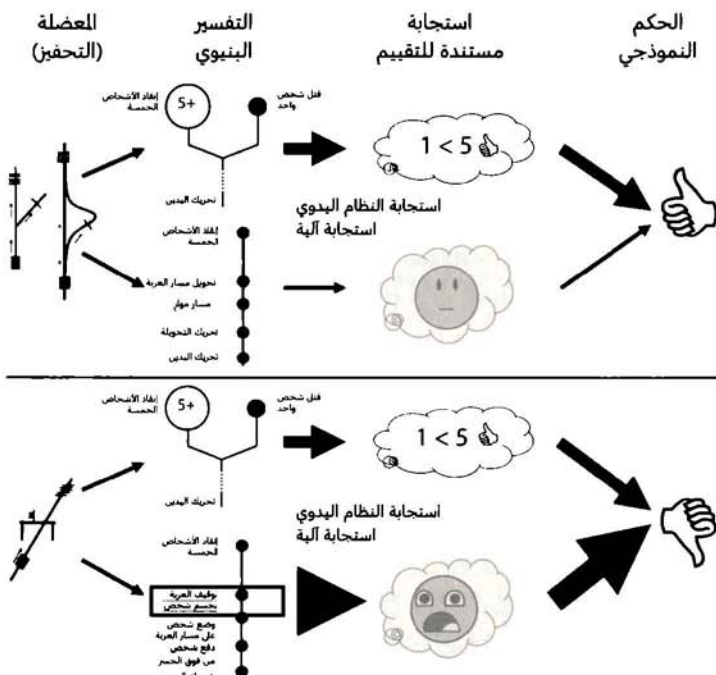 المعضلة
(التحفيز)
التفسير
البنيوي
استجابة
مستندة للتقييم
الحكم
النموذجي
إنقاذ الأشخاص
الخمسة
5+
قتل شخص
واحد
تحريك اليدين
1 < 5
استجابة النظام اليدوي
استجابة آلية
إنقاذ الأشخاص
الخمسة
تحويل مسار العربة
مسار مواز
تحريك التحويلة
تحريك اليدين
إنقاذ الأشخاص
الخمسة
5+
قتل شخص
واحد
تحريك اليدين
1 < 5
استجابة النظام اليدوي
استجابة آلية
إنقاذ الأشخاص
الخمسة
توقيف العربة
بجسم شخص
وضع شخص
على مسار العربة
دفع شخص
من فوق الجسر